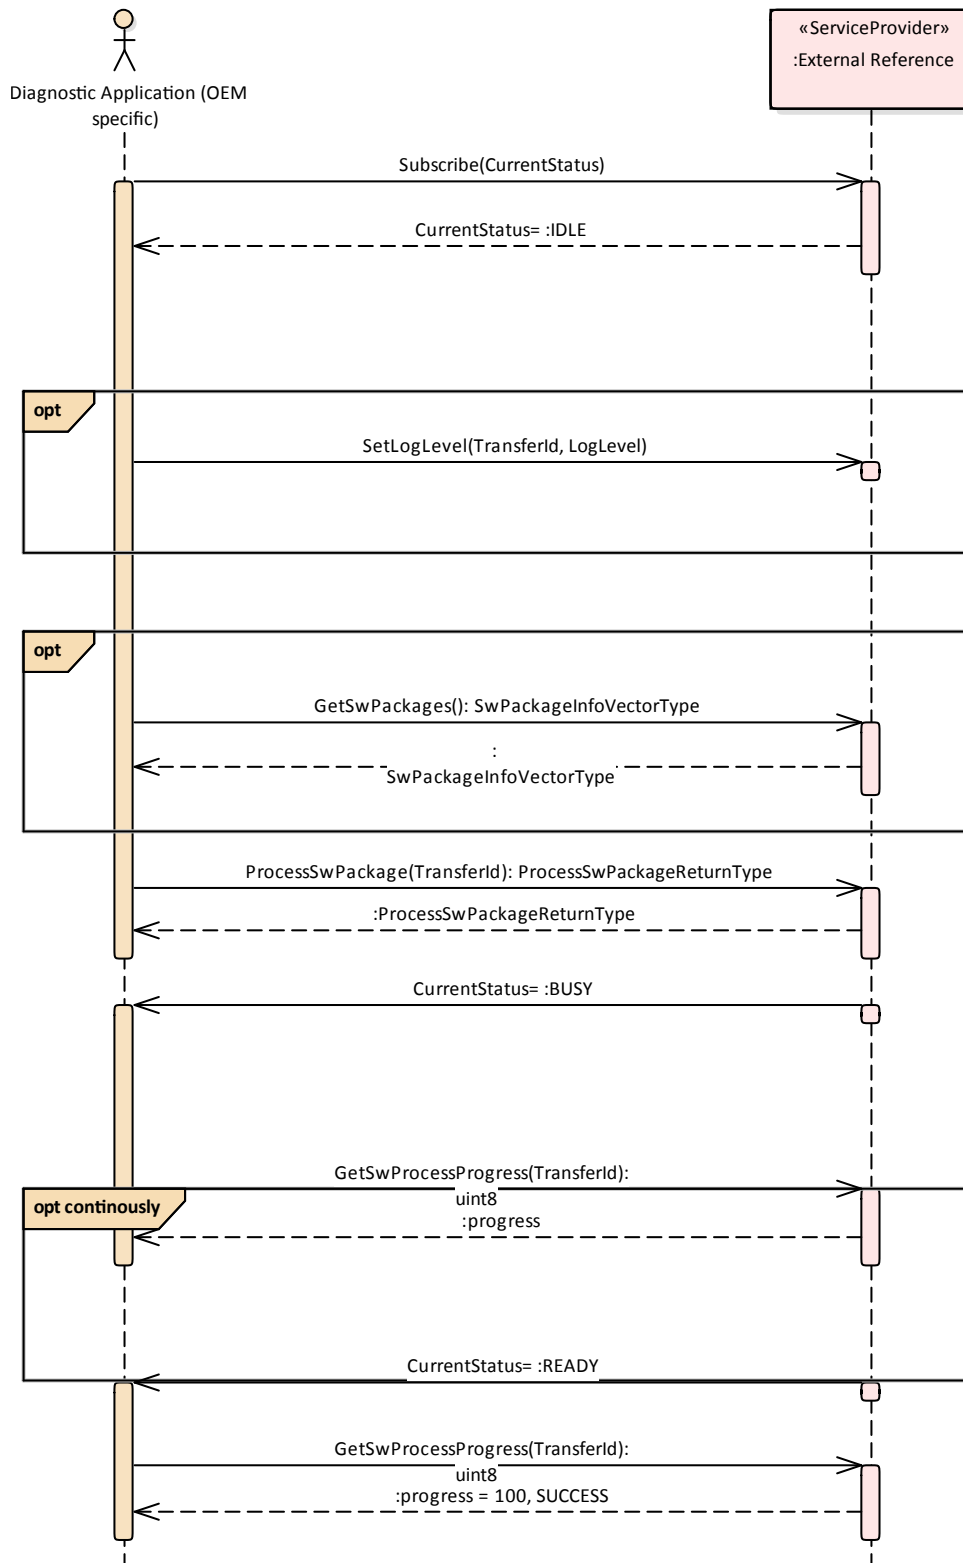 «ServiceProvider»
:External Reference
Diagnostic Application (OEM
specific)
Subscribe(CurrentStatus)
CurrentStatus= :IDLE
opt
SetLogLevel(TransferId, LogLevel)
opt
GetSwPackages(): SwPackageInfoVectorType
:
SwPackageInfoVectorType
ProcessSwPackage(TransferId): ProcessSwPackageReturnType
:ProcessSwPackageReturnType
CurrentStatus= :BUSY
GetSwProcessProgress(TransferId):
uint8
opt continously
:progress
CurrentStatus= :READY
GetSwProcessProgress(TransferId):
uint8
:progress = 100, SUCCESS